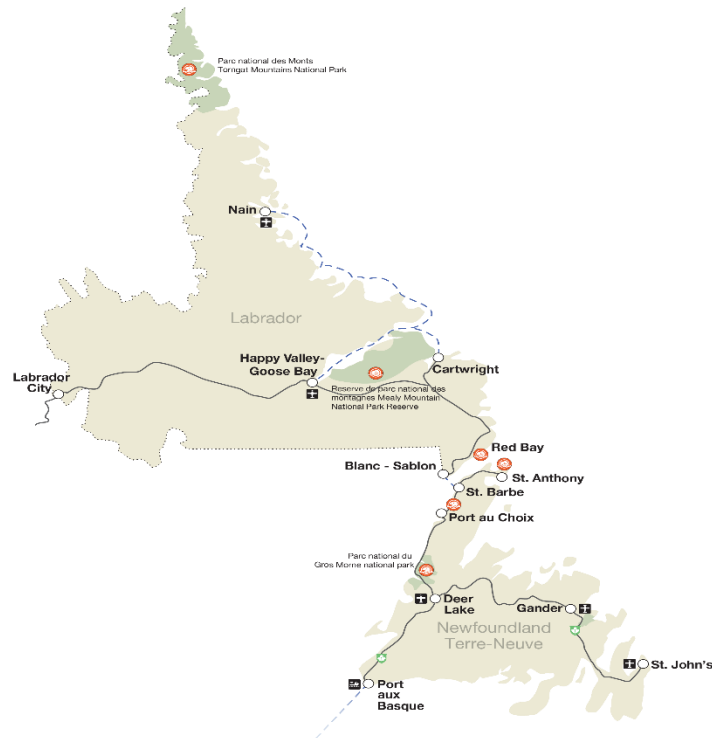 Parc national des Monts
Torngat Mountains National Park
Nain
Labrador
Happy Valley-
Goose Bay
Labrador
City
Cartwright
Reserve de parc national des
montagnes Mealy Mountain
National Park Reserve
Red Bay
Blanc - Sablon
St. Anthony
St. Barbe
Port au Choix
Parc national du
Gros Morne national park
Deer
Lake
Gander
Newfoundland
Terre-Neuve
St. John's
Port
aux
Basque